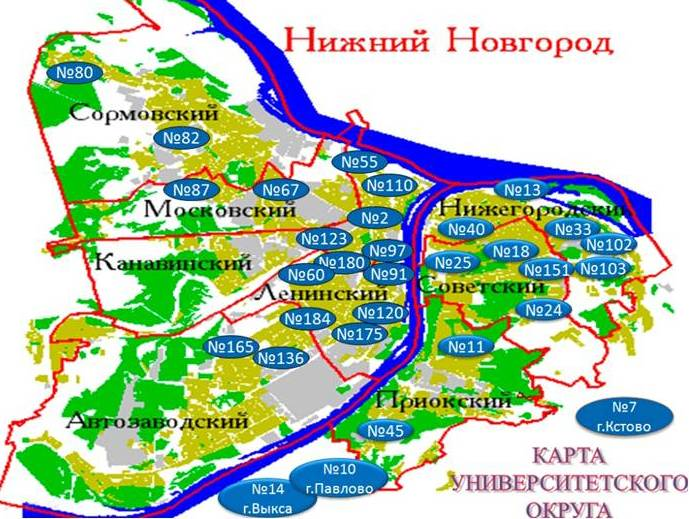 Нижний Новгород
№80
Сормовский
№82
№55
№87
№67
№110
№13
Московский
№2
Нижегородский
№40
№33
№123
№97
№18
№102
Канавинский
№180
№25
№60
№91
№151
№103
Советский
Ленинский
№184
№120
№24
№175
№165
№136
№11
Приокский
№7
г.Кстово
Автозаводский
№45
КАРТА
УНИВЕРСИТЕТСКОГО
ОКРУГА
№10
г.Павлово
№14
г.Выкса